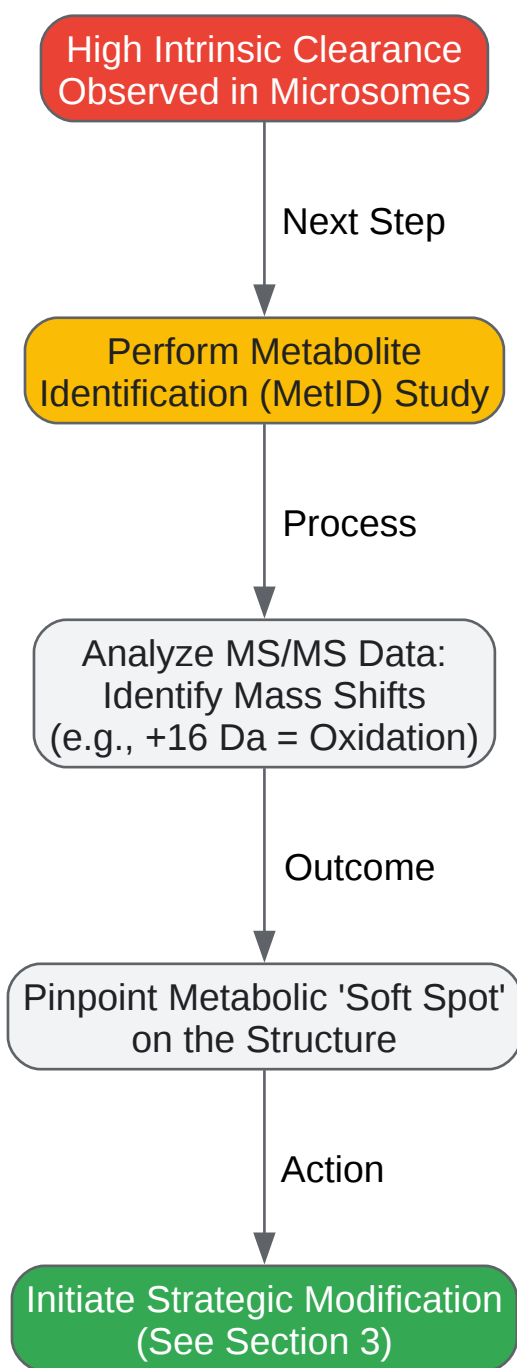 High Intrinsic Clearance
Observed in Microsomes
Next Step
Perform Metabolite
Identification (MetID) Study
Process
Analyze MS/MS Data:
Identify Mass Shifts
(e.g., +16 Da = Oxidation)
Outcome
Pinpoint Metabolic 'Soft Spot'
on the Structure
Action
Initiate Strategic Modification
(See Section 3)